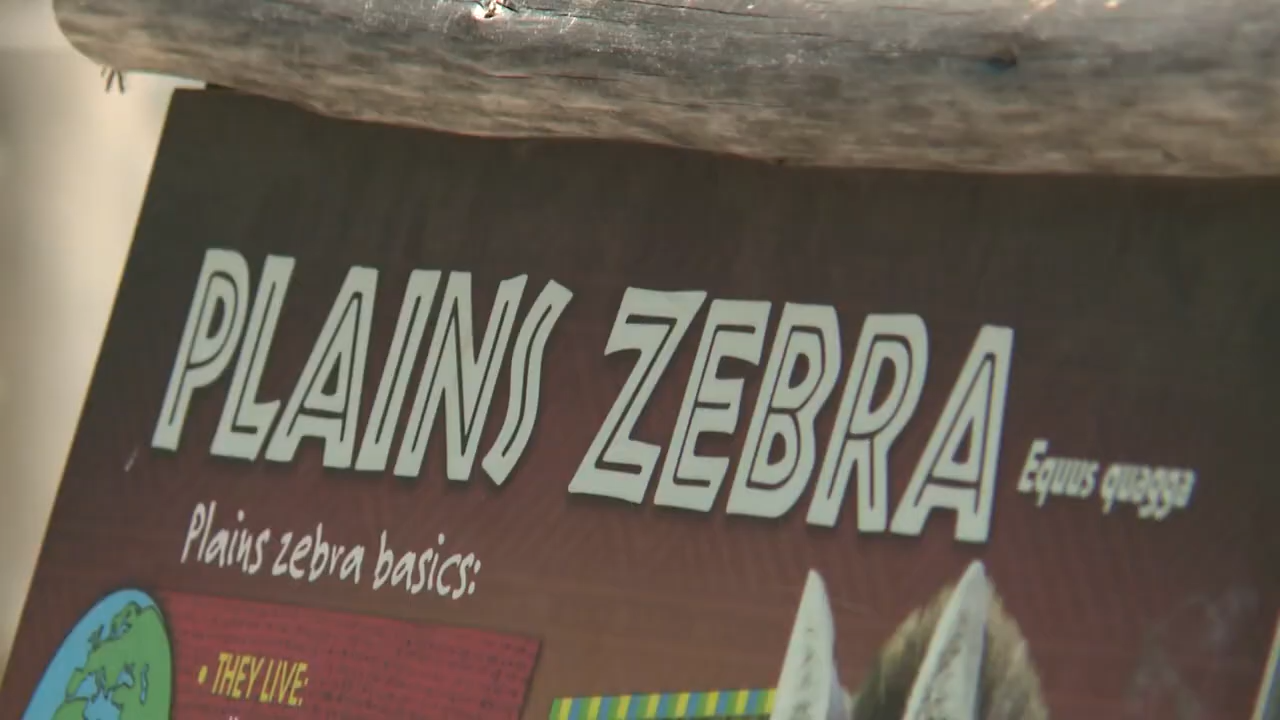 PLAINS ZEBRA
Equus quagga
Plains zebra basics:
• THEY LIVE: